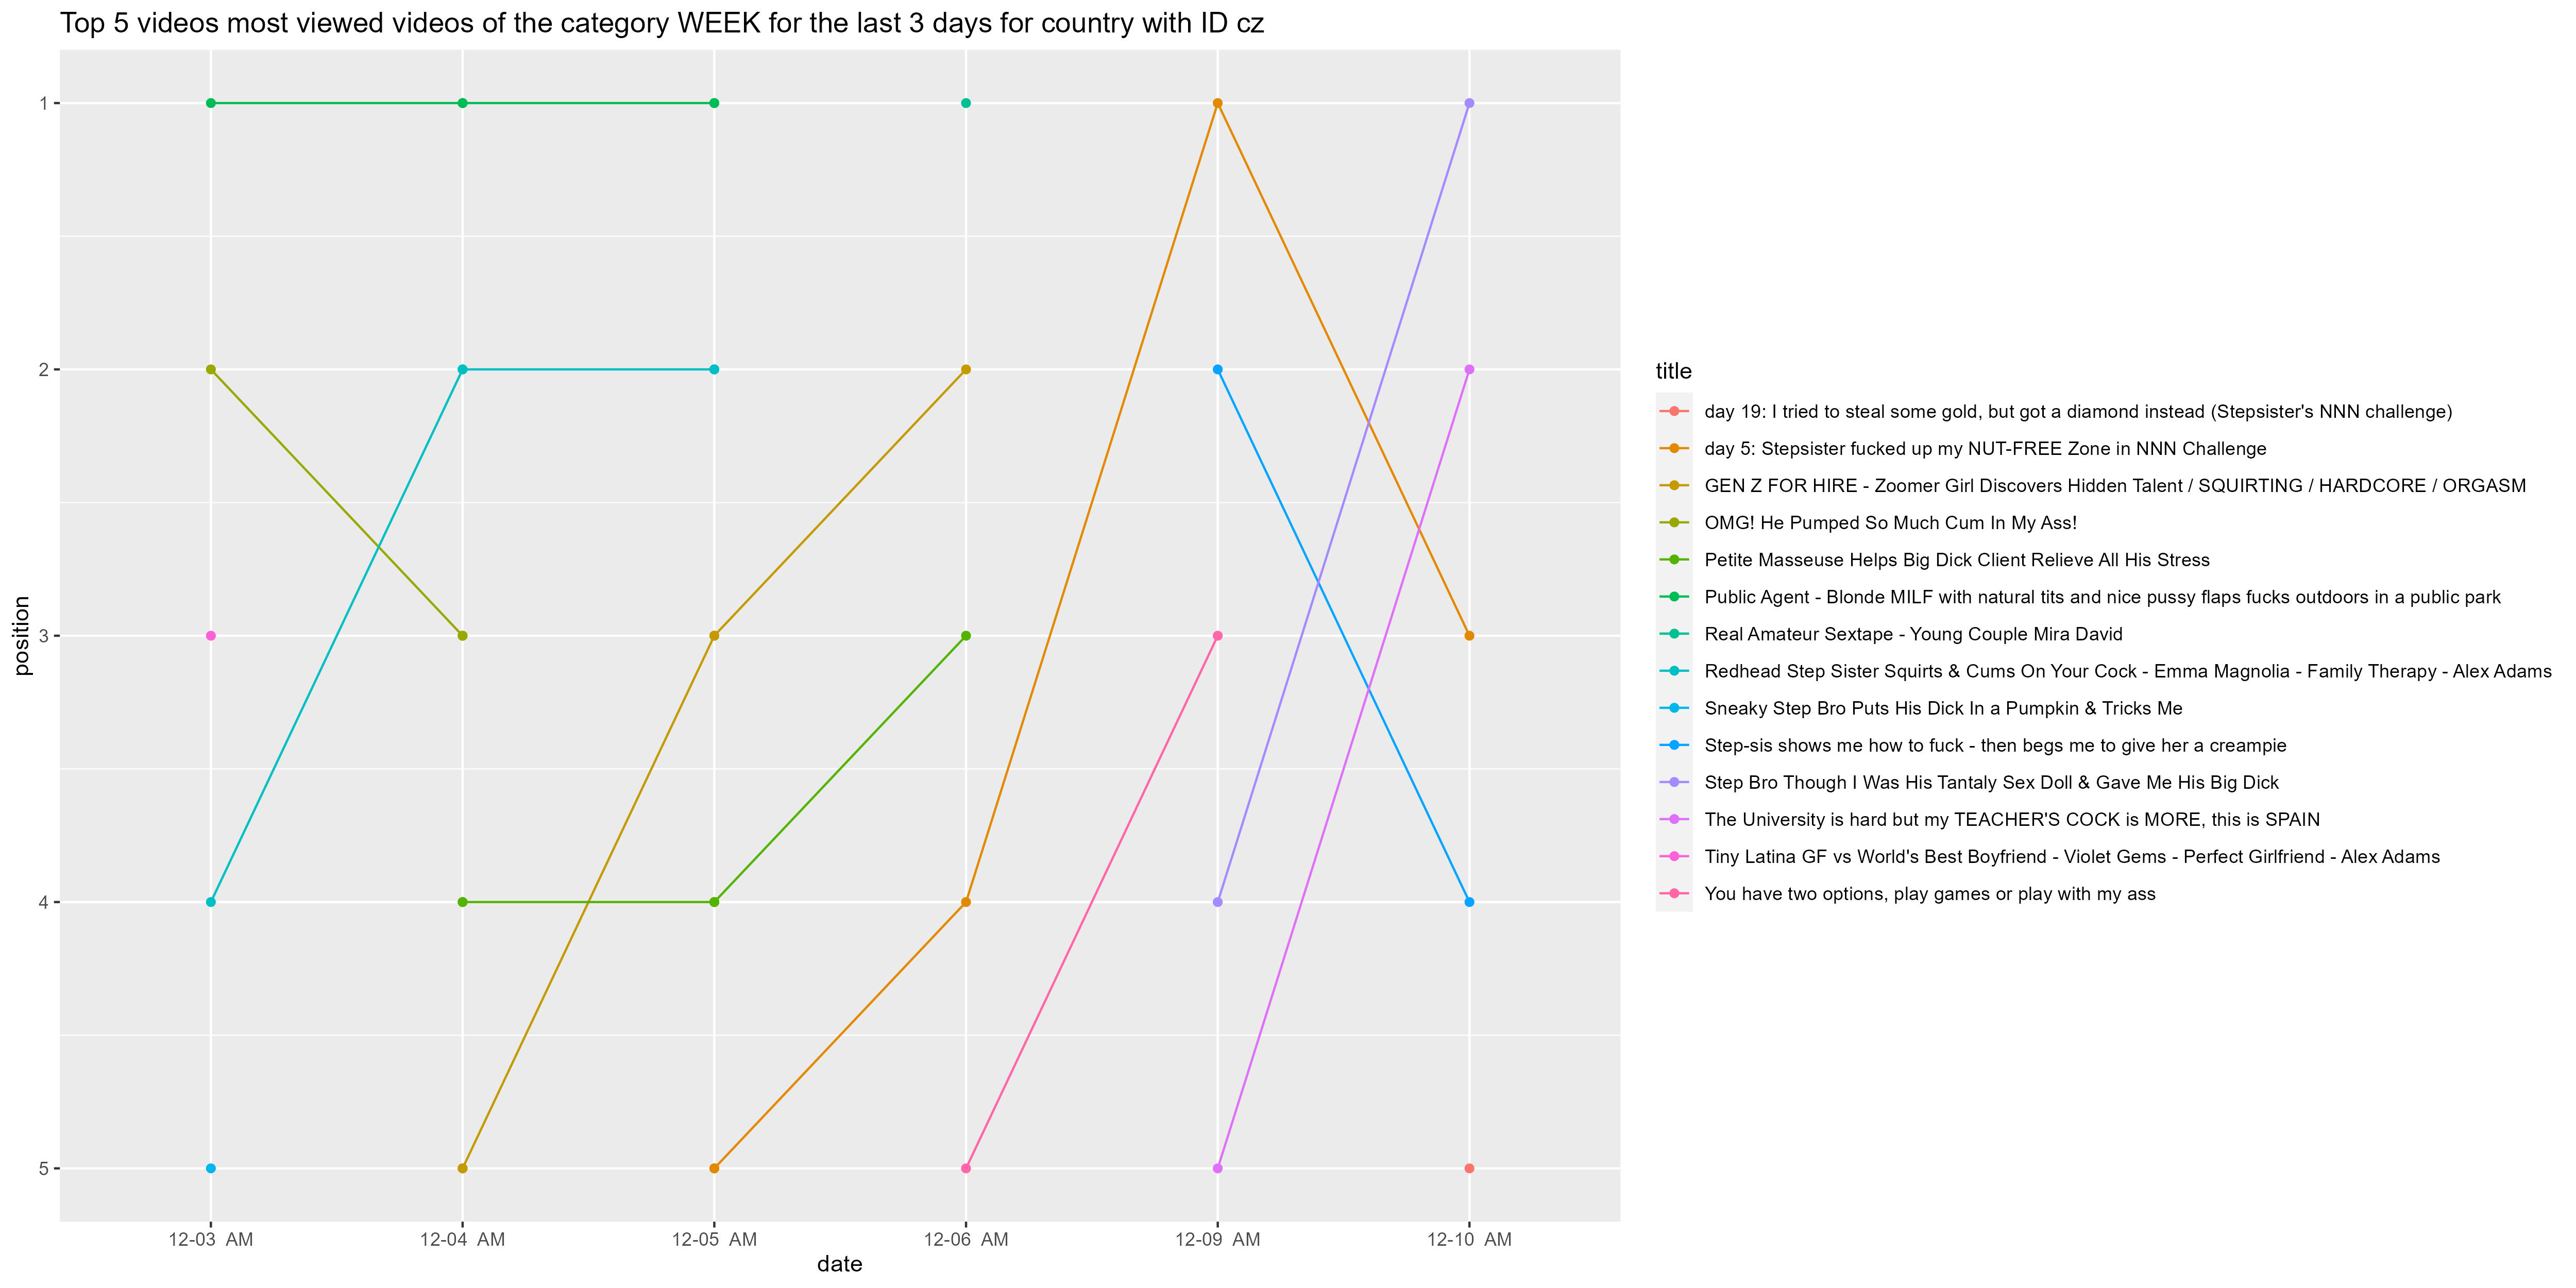 Top 5 videos most viewed videos of the category WEEK for the last 3 days for country with ID cz
1
2
3
4
5
position
12-03 AM
12-04 AM
12-05 AM
12-06 AM
12-09 AM
12-10 AM
date
title
day 19: I tried to steal some gold, but got a diamond instead (Stepsister's NNN challenge)
day 5: Stepsister fucked up my NUT-FREE Zone in NNN Challenge
GEN Z FOR HIRE - Zoomer Girl Discovers Hidden Talent / SQUIRTING / HARDCORE / ORGASM
OMG! He Pumped So Much Cum In My Ass!
Petite Masseuse Helps Big Dick Client Relieve All His Stress
Public Agent - Blonde MILF with natural tits and nice pussy flaps fucks outdoors in a public park
Real Amateur Sextape - Young Couple Mira David
Redhead Step Sister Squirts & Cums On Your Cock - Emma Magnolia - Family Therapy - Alex Adams
Sneaky Step Bro Puts His Dick In a Pumpkin & Tricks Me
Step-sis shows me how to fuck - then begs me to give her a creampie
Step Bro Though I Was His Tantaly Sex Doll & Gave Me His Big Dick
The University is hard but my TEACHER'S COCK is MORE, this is SPAIN
Tiny Latina GF vs World's Best Boyfriend - Violet Gems - Perfect Girlfriend - Alex Adams
You have two options, play games or play with my ass